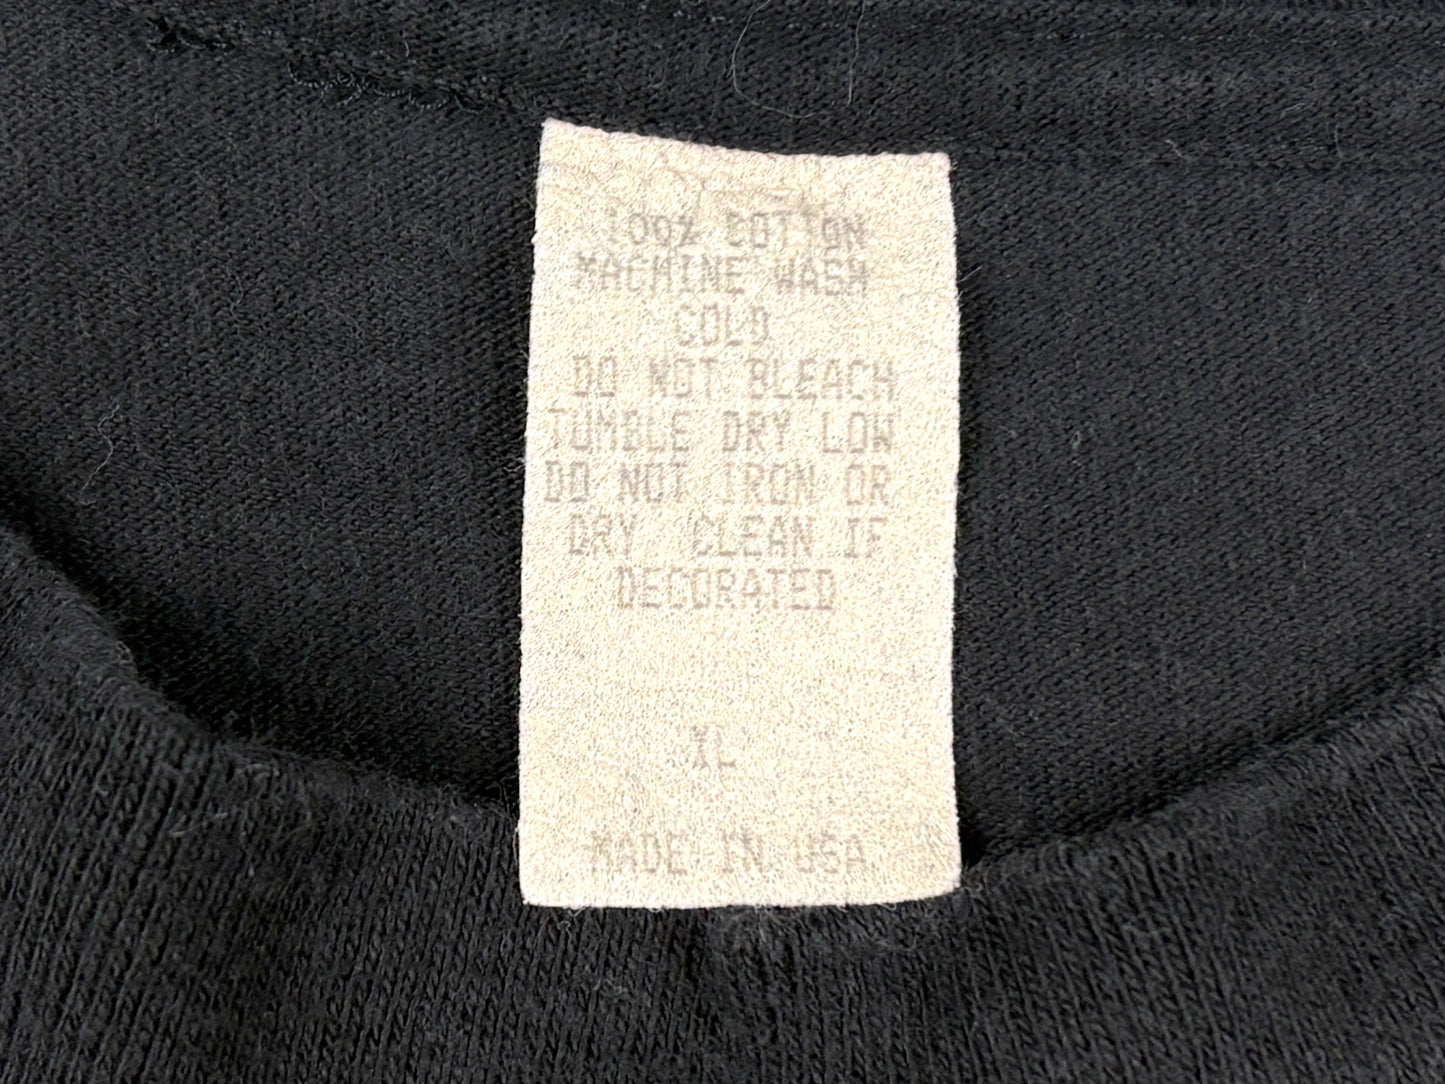 100% COTTON
MACHINE WASH
COLD
DO NOT BLEACH
TUMBLE DRY LOW
DO NOT IRON OR
DRY CLEAN IF
DECORATED
XL
MADE IN USA